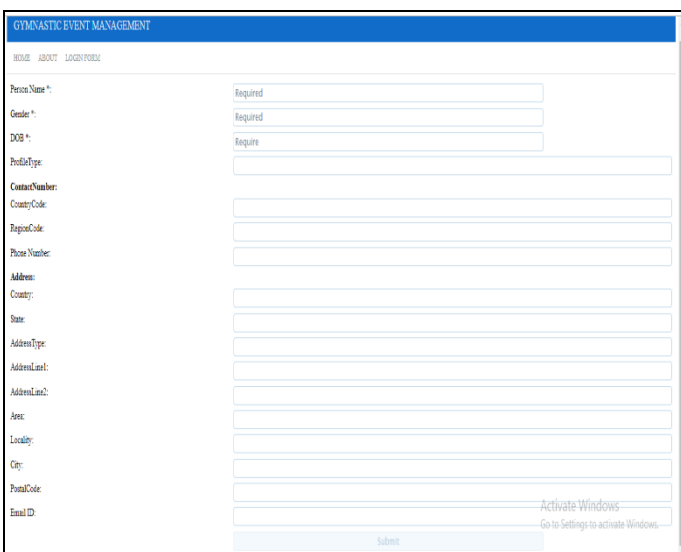 GYMNASTIC EVENT MANAGEMENT
HOME ABOUT LOGIN FORM
Person Name *: Required
Gender *: Required
DOB *: Require
ProfileType:
ContactNumber:
CountryCode:
RegionCode:
Phone Number:
Address:
Country:
State:
AddressType:
AddressLine1:
AddressLine2:
Area:
Locality:
City:
PostalCode:
Activate Windows
Email ID:
Go to Settings to activate Windows.
Submit